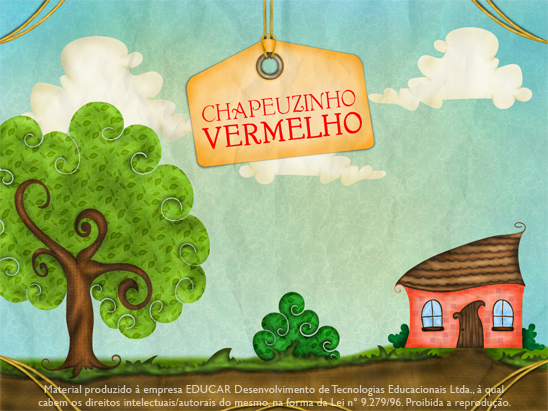 CHAPEUZINHO
VERMELHO
Material produzido à empresa EDUCAR Desenvolvimento de Tecnologias Educacionais Ltda., à qual
cabem os direitos intelectuais/autorais do mesmo, na forma da Lei nº 9.279/96. Proibida a reprodução.